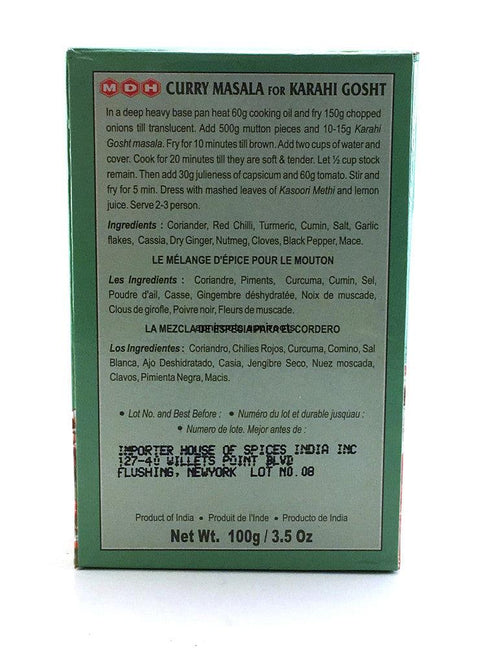 MDH CURRY MASALA FOR KARAHI GOSHT
In a deep heavy base pan heat 60g cooking oil and fry 150g chopped
onions till translucent. Add 500g mutton pieces and 10-15g Karahi
Gosht masala. Fry for 10 minutes till brown. Add two cups of water and
cover. Cook for 20 minutes till they are soft & tender. Let ½ cup stock
remain. Then add 30g julieness of capsicum and 60g tomato. Stir and
fry for 5 min. Dress with mashed leaves of Kasoori Methi and lemon
juice. Serve 2-3 person.
Ingredients : Coriander, Red Chilli, Turmeric, Cumin, Salt, Garlic
flakes, Cassia, Dry Ginger, Nutmeg, Cloves, Black Pepper, Mace.
LE MÉLANGE D'ÉPICE POUR LE MOUTON
Les Ingredients : Coriandre, Piments, Curcuma, Cumin, Sel,
Poudre d'ail, Casse, Gingembre déshydratée, Noix de muscade,
Clous de girofle, Poivre noir, Fleurs de muscade.
LA MEZCLA DE ESPECIA PARA EL CORDERO
Los Ingredientes : Coriandro, Chilies Rojos, Curcuma, Comino, Sal
Blanca, Ajo Deshidratado, Casia, Jengibre Seco, Nuez moscada,
Clavos, Pimienta Negra, Macis.
• Lot No. and Best Before : • Numéro du lot et durable jusquáu :
• Numero de lote. Mejor antes de :
IMPORTER HOUSE OF SPICES INDIA INC
127-40 WILLETS POINT BLVD
FLUSHING, NEWYORK LOT NO.08
Product of India • Produit de l'Inde • Producto de India
Net Wt. 100g / 3.5 Oz